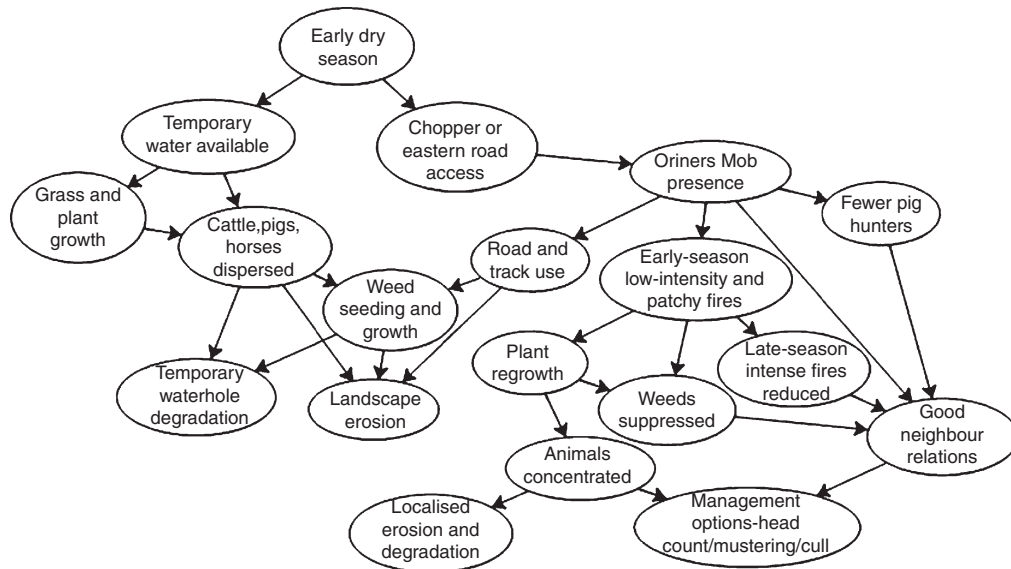 Early dry
season
Temporary
water available
Chopper or
eastern road
access
Oriners Mob
presence
Grass and
plant
growth
Cattle,pigs,
horses
dispersed
Fewer pig
hunters
Road and
track use
Early-season
low-intensity and
patchy fires
Weed
seeding and
growth
Plant
regrowth
Late-season
intense fires
reduced
Temporary
waterhole
degradation
Landscape
erosion
Weeds
suppressed
Good
neighbour
relations
Animals
concentrated
Localised
erosion and
degradation
Management
options-head
count/mustering/cull